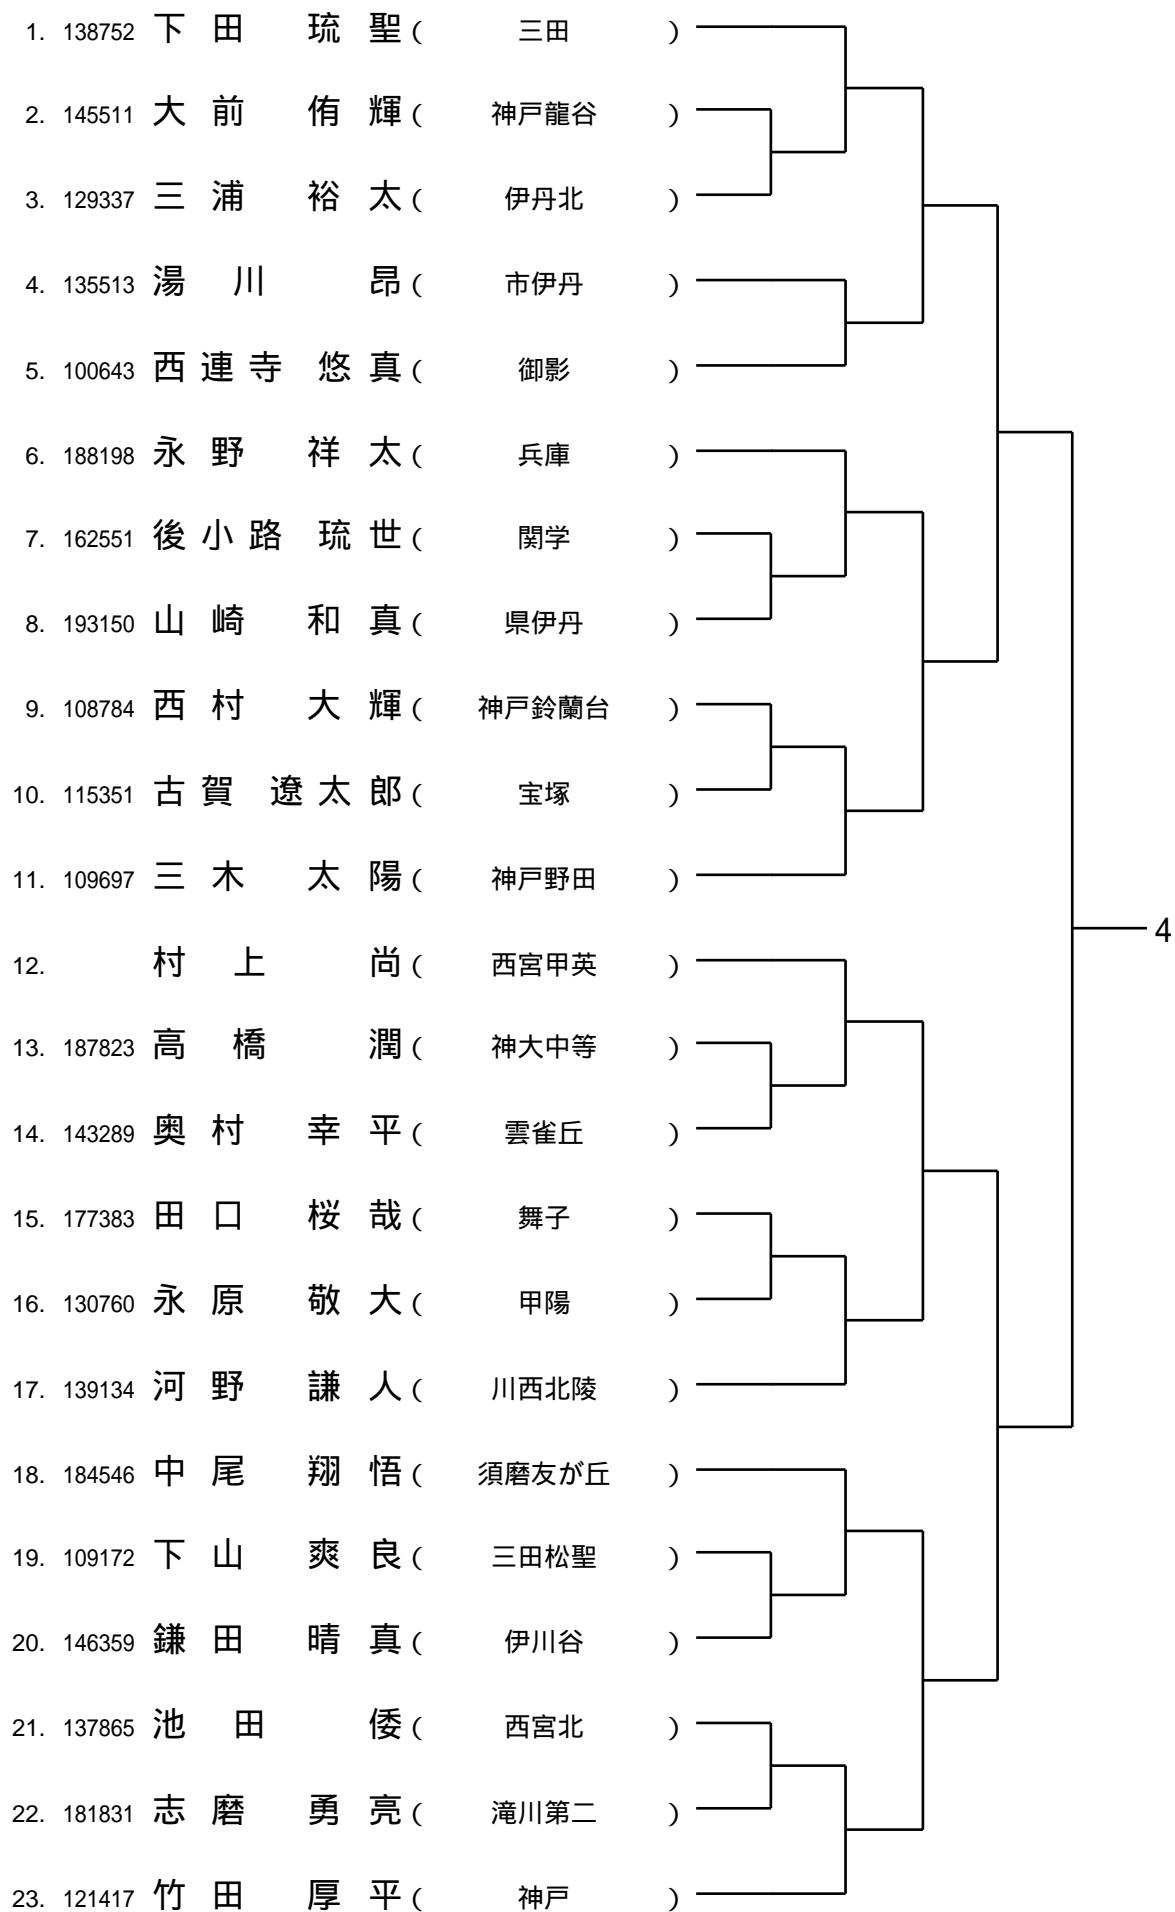 1. 138752 下田 琉聖 ( 三田 )
2. 145511 大前 侑輝 ( 神戸龍谷 )
3. 129337 三浦 裕太 ( 伊丹北 )
4. 135513 湯川 昂 ( 市伊丹 )
5. 100643 西連寺 悠真 ( 御影 )
6. 188198 永野 祥太 ( 兵庫 )
7. 162551 後小路 琉世 ( 関学 )
8. 193150 山崎 和真 ( 県伊丹 )
9. 108784 西村 大輝 ( 神戸鈴蘭台 )
10. 115351 古賀 遼太郎 ( 宝塚 )
11. 109697 三木 太陽 ( 神戸野田 )
4
12. 村上 尚 ( 西宮甲英 )
13. 187823 高橋 潤 ( 神大中等 )
14. 143289 奥村 幸平 ( 雲雀丘 )
15. 177383 田口 桜哉 ( 舞子 )
16. 130760 永原 敬大 ( 甲陽 )
17. 139134 河野 謙人 ( 川西北陵 )
18. 184546 中尾 翔悟 ( 須磨友が丘 )
19. 109172 下山 爽良 ( 三田松聖 )
20. 146359 鎌田 晴真 ( 伊川谷 )
21. 137865 池田 倭 ( 西宮北 )
22. 181831 志磨 勇亮 ( 滝川第二 )
23. 121417 竹田 厚平 ( 神戸 )